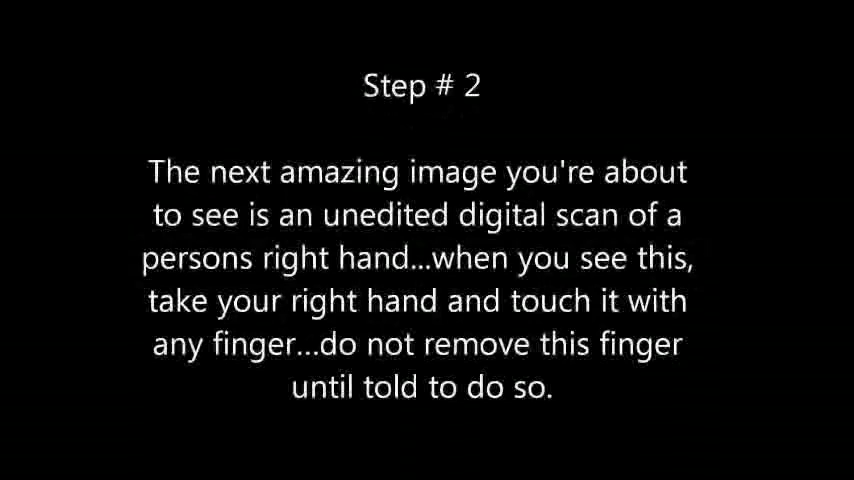 Step # 2
The next amazing image you're about
to see is an unedited digital scan of a
persons right hand...when you see this,
take your right hand and touch it with
any finger...do not remove this finger
until told to do so.